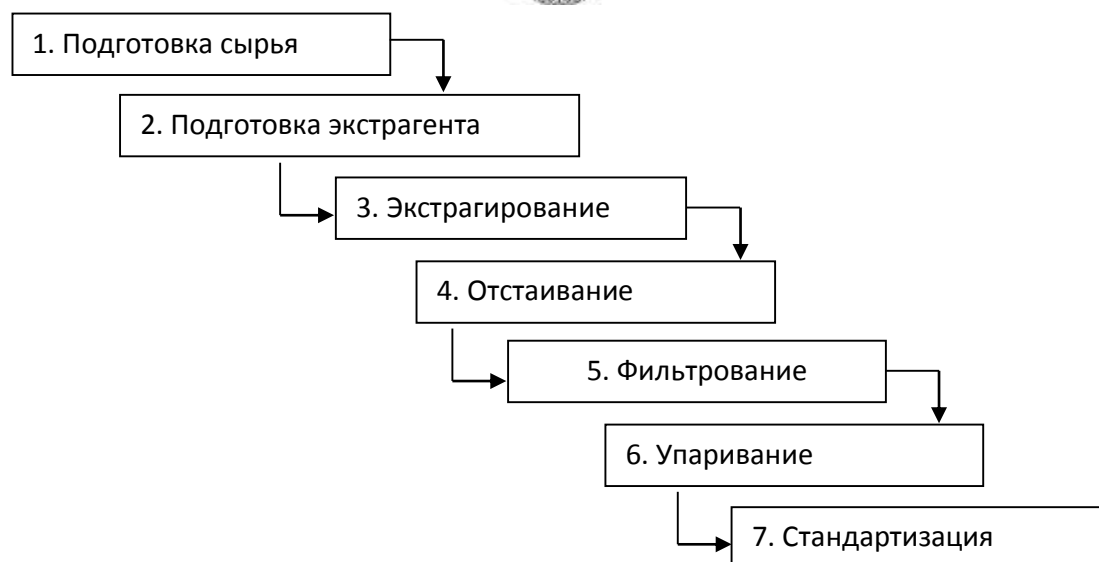 1. Подготовка сырья
2. Подготовка экстрагента
3. Экстрагирование
4. Отстаивание
5. Фильтрование
6. Упаривание
7. Стандартизация